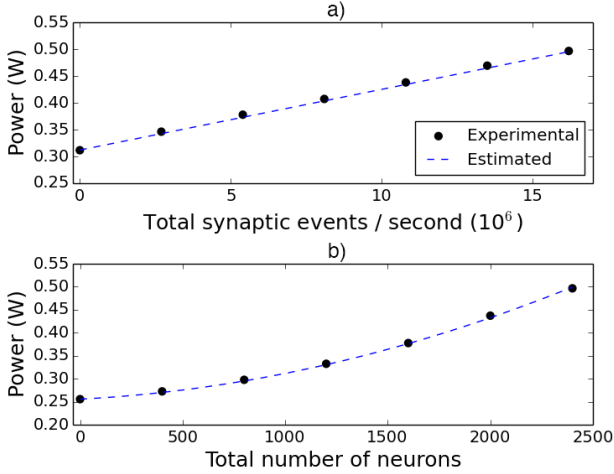 a)
0.55
0.50
0.45
0.40
0.35
0.30
0.25
Power (W)
Experimental
Estimated
0 5 10 15
Total synaptic events / second (10^6)
b)
0.55
0.50
0.45
0.40
0.35
0.30
0.25
0.20
Power (W)
0 500 1000 1500 2000 2500
Total number of neurons